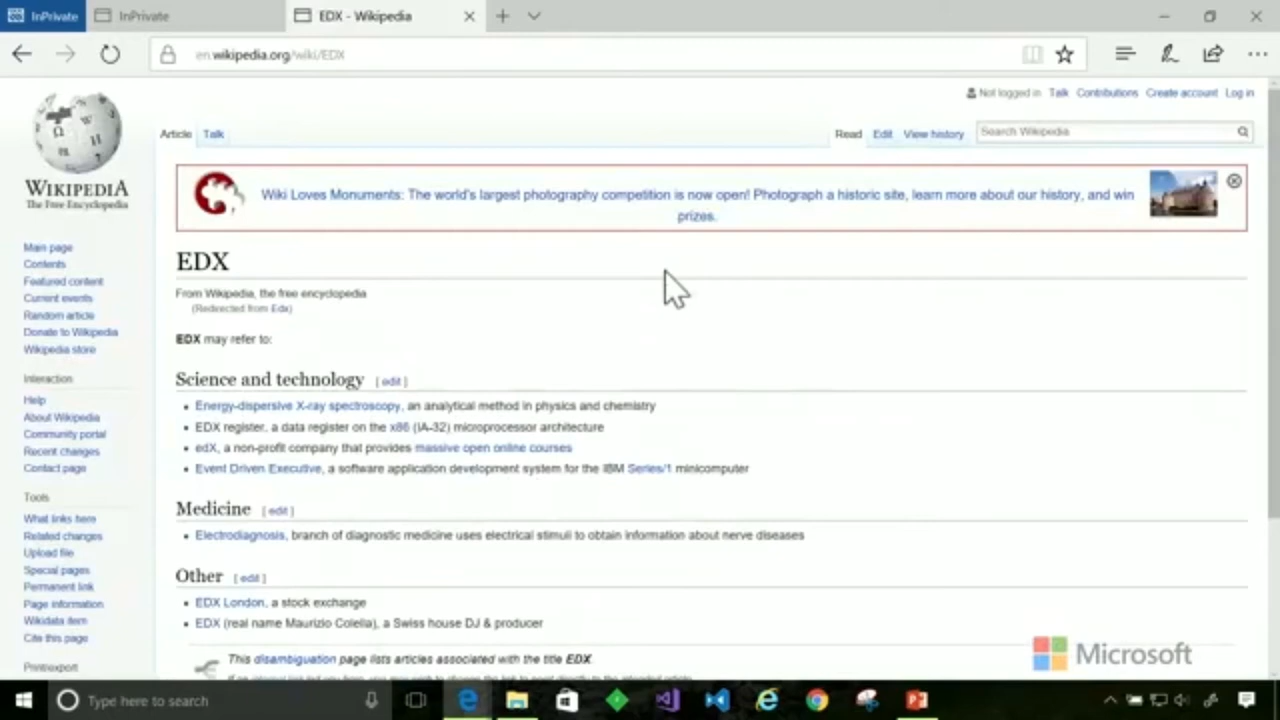 InPrivate InPrivate EDX - Wikipedia
en.wikipedia.org/wiki/EDX
Not logged in Talk Contributions Create account Log in
Article Talk Read Edit View history Search Wikipedia
WIKIPEDIA
The Free Encyclopedia
Wiki Loves Monuments: The world's largest photography competition is now open! Photograph a historic site, learn more about our history, and win
prizes.
Main page
Contents
Featured content
Current events
Random article
Donate to Wikipedia
Wikipedia store
Interaction
Help
About Wikipedia
Community portal
Recent changes
Contact page
Tools
What links here
Related changes
Upload file
Special pages
Permanent link
Page information
Wikidata item
Cite this page
Print/export
EDX
From Wikipedia, the free encyclopedia
(Redirected from Edx)
EDX may refer to:
Science and technology [ edit ]
Energy-dispersive X-ray spectroscopy, an analytical method in physics and chemistry
EDX register, a data register on the x86 (IA-32) microprocessor architecture
edX, a non-profit company that provides massive open online courses
Event Driven Executive, a software application development system for the IBM Series/1 minicomputer
Medicine [ edit ]
Electrodiagnosis, branch of diagnostic medicine uses electrical stimuli to obtain information about nerve diseases
Other [ edit ]
EDX London, a stock exchange
EDX (real name Maurizio Colella), a Swiss house DJ & producer
This disambiguation page lists articles associated with the title EDX.
Microsoft
Type here to search